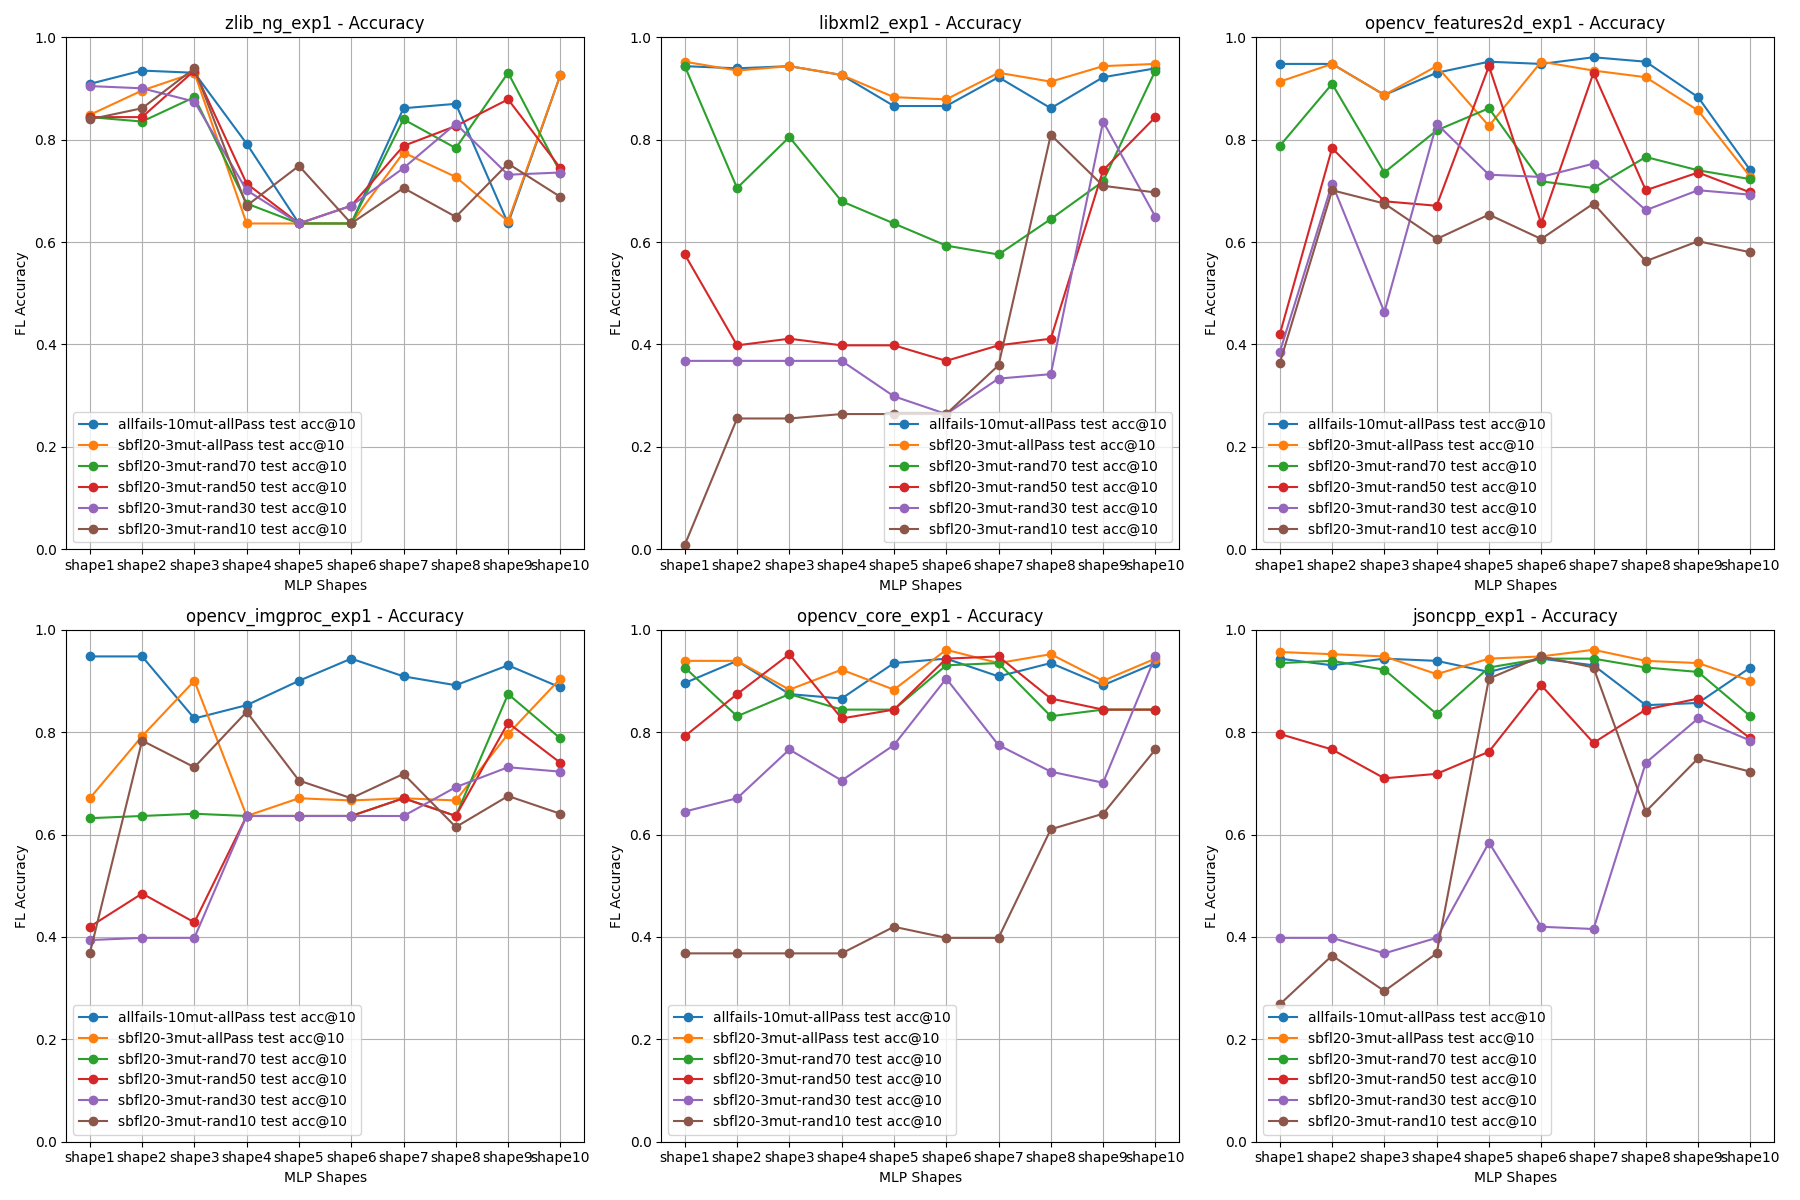 zlib_ng_exp1 - Accuracy
FL Accuracy
1.0
0.8
0.6
0.4
0.2
0.0
allfails-10mut-allPass test acc@10
sbfl20-3mut-allPass test acc@10
sbfl20-3mut-rand70 test acc@10
sbfl20-3mut-rand50 test acc@10
sbfl20-3mut-rand30 test acc@10
sbfl20-3mut-rand10 test acc@10
shape1 shape2 shape3 shape4 shape5 shape6 shape7 shape8 shape9 shape10
MLP Shapes
libxml2_exp1 - Accuracy
FL Accuracy
1.0
0.8
0.6
0.4
0.2
0.0
allfails-10mut-allPass test acc@10
sbfl20-3mut-allPass test acc@10
sbfl20-3mut-rand70 test acc@10
sbfl20-3mut-rand50 test acc@10
sbfl20-3mut-rand30 test acc@10
sbfl20-3mut-rand10 test acc@10
shape1 shape2 shape3 shape4 shape5 shape6 shape7 shape8 shape9 shape10
MLP Shapes
opencv_features2d_exp1 - Accuracy
FL Accuracy
1.0
0.8
0.6
0.4
0.2
0.0
allfails-10mut-allPass test acc@10
sbfl20-3mut-allPass test acc@10
sbfl20-3mut-rand70 test acc@10
sbfl20-3mut-rand50 test acc@10
sbfl20-3mut-rand30 test acc@10
sbfl20-3mut-rand10 test acc@10
shape1 shape2 shape3 shape4 shape5 shape6 shape7 shape8 shape9 shape10
MLP Shapes
opencv_imgproc_exp1 - Accuracy
FL Accuracy
1.0
0.8
0.6
0.4
0.2
0.0
allfails-10mut-allPass test acc@10
sbfl20-3mut-allPass test acc@10
sbfl20-3mut-rand70 test acc@10
sbfl20-3mut-rand50 test acc@10
sbfl20-3mut-rand30 test acc@10
sbfl20-3mut-rand10 test acc@10
shape1 shape2 shape3 shape4 shape5 shape6 shape7 shape8 shape9 shape10
MLP Shapes
opencv_core_exp1 - Accuracy
FL Accuracy
1.0
0.8
0.6
0.4
0.2
0.0
allfails-10mut-allPass test acc@10
sbfl20-3mut-allPass test acc@10
sbfl20-3mut-rand70 test acc@10
sbfl20-3mut-rand50 test acc@10
sbfl20-3mut-rand30 test acc@10
sbfl20-3mut-rand10 test acc@10
shape1 shape2 shape3 shape4 shape5 shape6 shape7 shape8 shape9 shape10
MLP Shapes
jsoncpp_exp1 - Accuracy
FL Accuracy
1.0
0.8
0.6
0.4
0.2
0.0
allfails-10mut-allPass test acc@10
sbfl20-3mut-allPass test acc@10
sbfl20-3mut-rand70 test acc@10
sbfl20-3mut-rand50 test acc@10
sbfl20-3mut-rand30 test acc@10
sbfl20-3mut-rand10 test acc@10
shape1 shape2 shape3 shape4 shape5 shape6 shape7 shape8 shape9 shape10
MLP Shapes